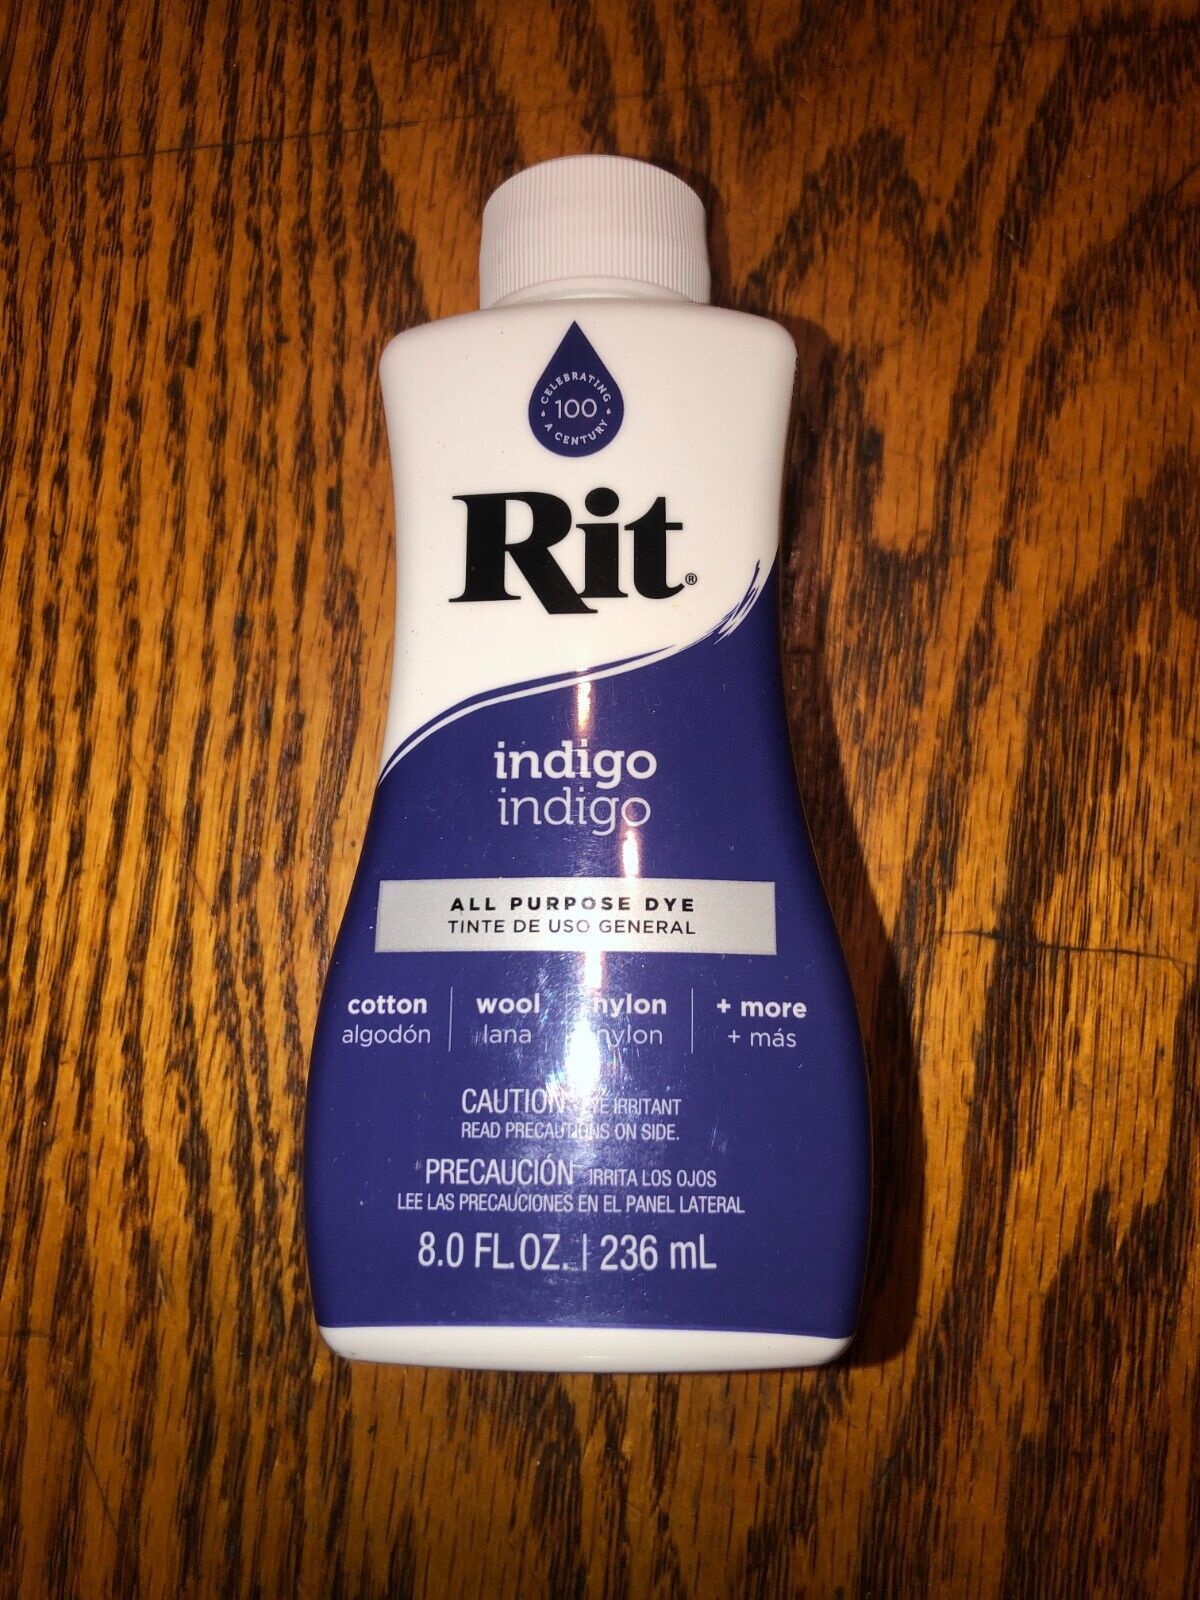 CELEBRATING
100
A CENTURY
Rit®
indigo
indigo
ALL PURPOSE DYE
TINTE DE USO GENERAL
cotton wool nylon + more
algodón lana nylon + más
CAUTION EYE IRRITANT
READ PRECAUTIONS ON SIDE.
PRECAUCIÓN IRRITA LOS OJOS
LEE LAS PRECAUCIONES EN EL PANEL LATERAL
8.0 FL.OZ. | 236 mL